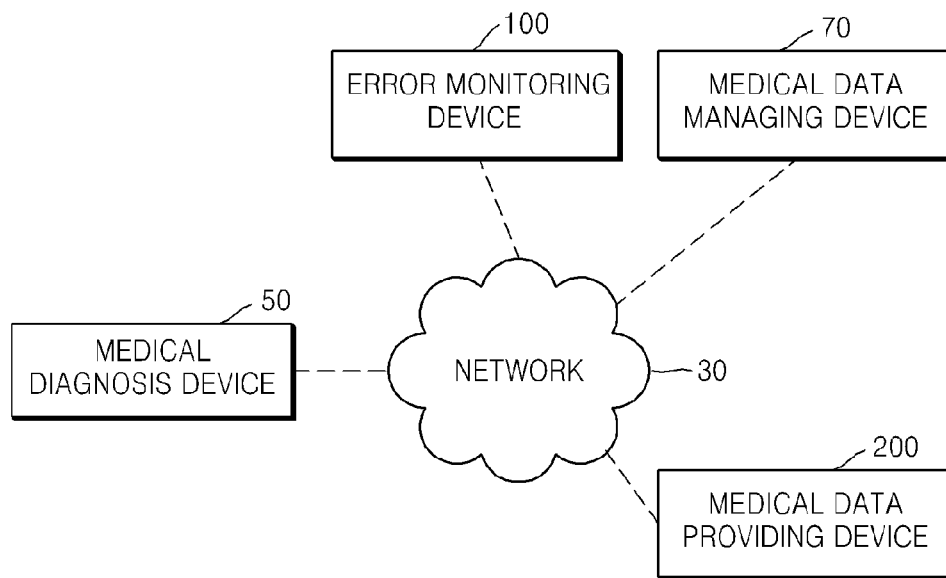 100
ERROR MONITORING
DEVICE
70
MEDICAL DATA
MANAGING DEVICE
50
MEDICAL
DIAGNOSIS DEVICE
NETWORK
30
200
MEDICAL DATA
PROVIDING DEVICE